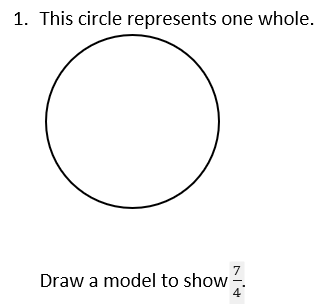 1. This circle represents one whole.
Draw a model to show 7/4.